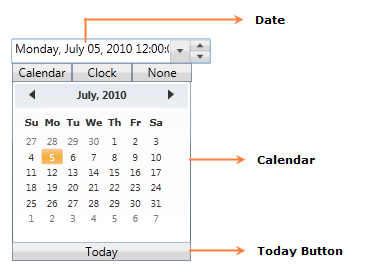 Date
Monday, July 05, 2010 12:00:
Calendar Clock None
July, 2010
Su Mo Tu We Th Fr Sa
27 28 29 30 1 2 3
4 5 6 7 8 9 10
11 12 13 14 15 16 17
18 19 20 21 22 23 24
25 26 27 28 29 30 31
1 2 3 4 5 6 7
Calendar
Today
Today Button